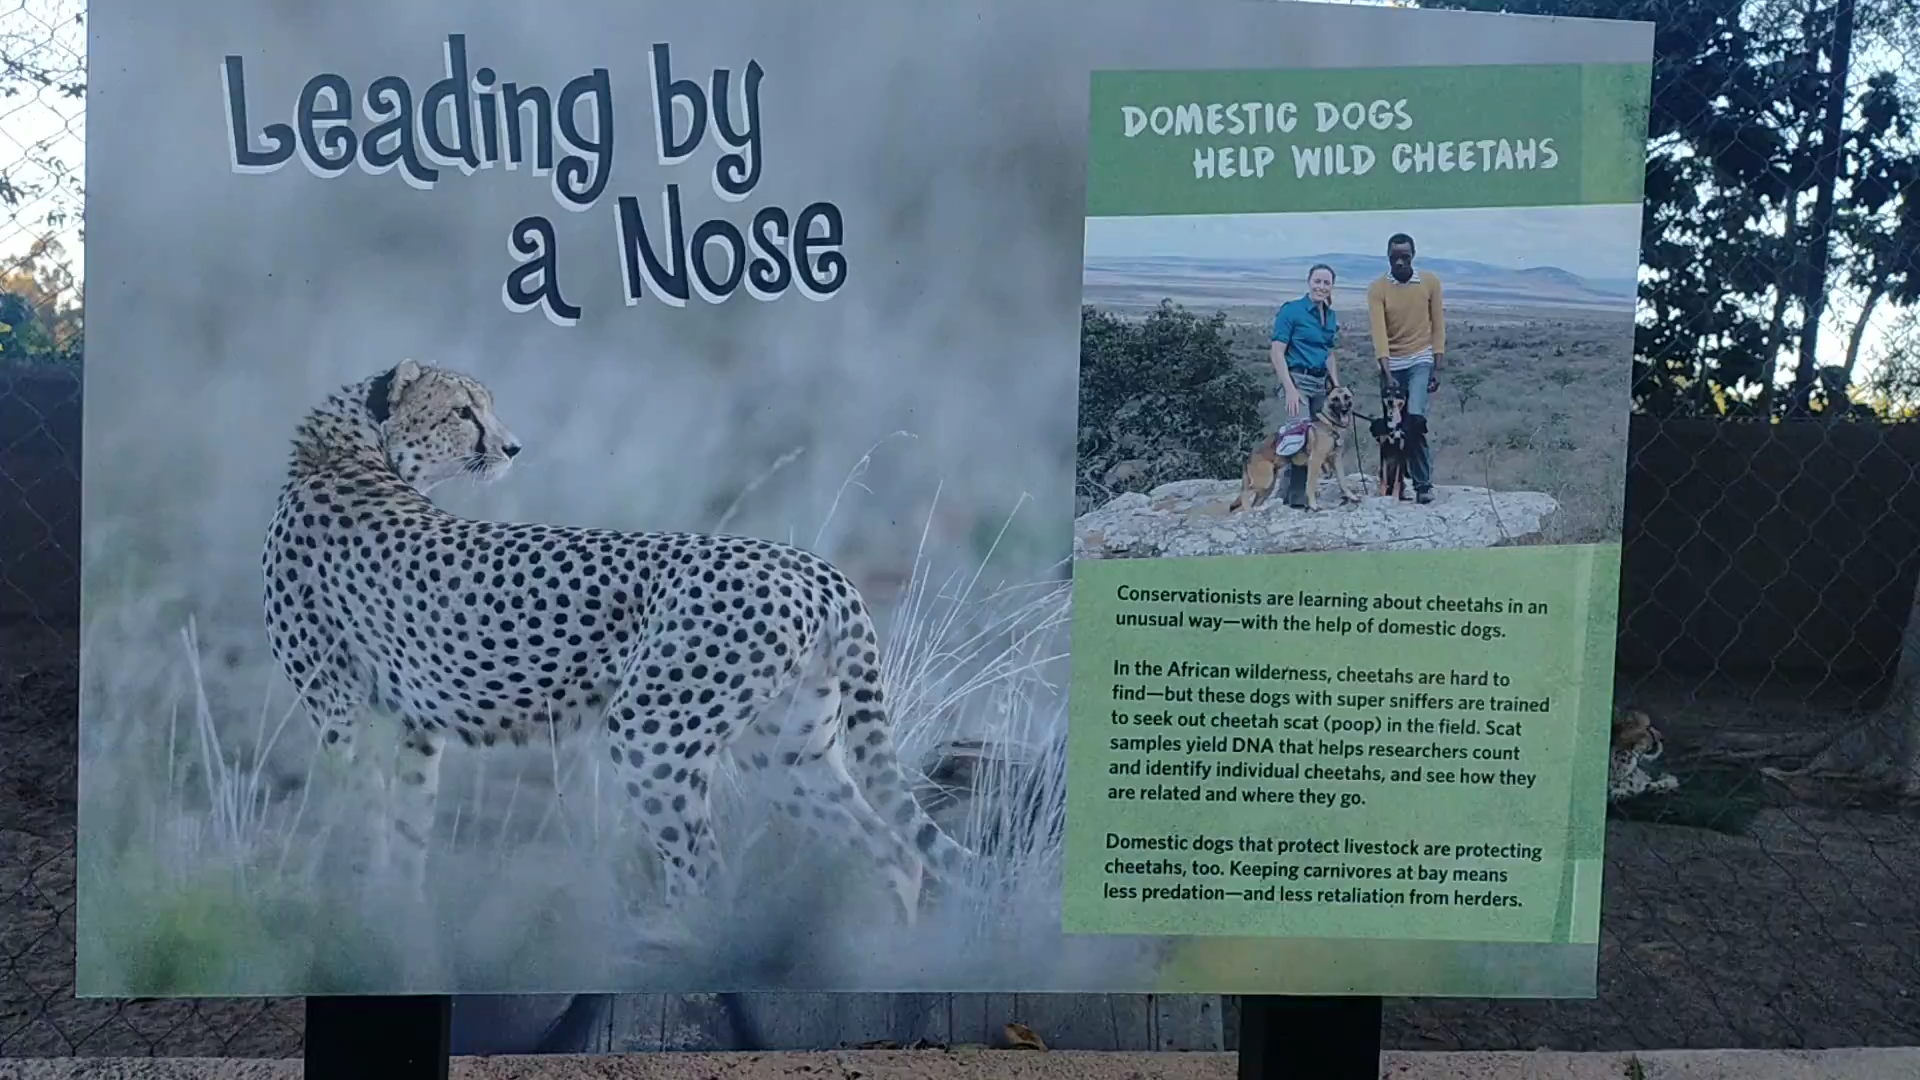 Leading by
a Nose
DOMESTIC DOGS
HELP WILD CHEETAHS
Conservationists are learning about cheetahs in an
unusual way—with the help of domestic dogs.
In the African wilderness, cheetahs are hard to
find—but these dogs with super sniffers are trained
to seek out cheetah scat (poop) in the field. Scat
samples yield DNA that helps researchers count
and identify individual cheetahs, and see how they
are related and where they go.
Domestic dogs that protect livestock are protecting
cheetahs, too. Keeping carnivores at bay means
less predation—and less retaliation from herders.